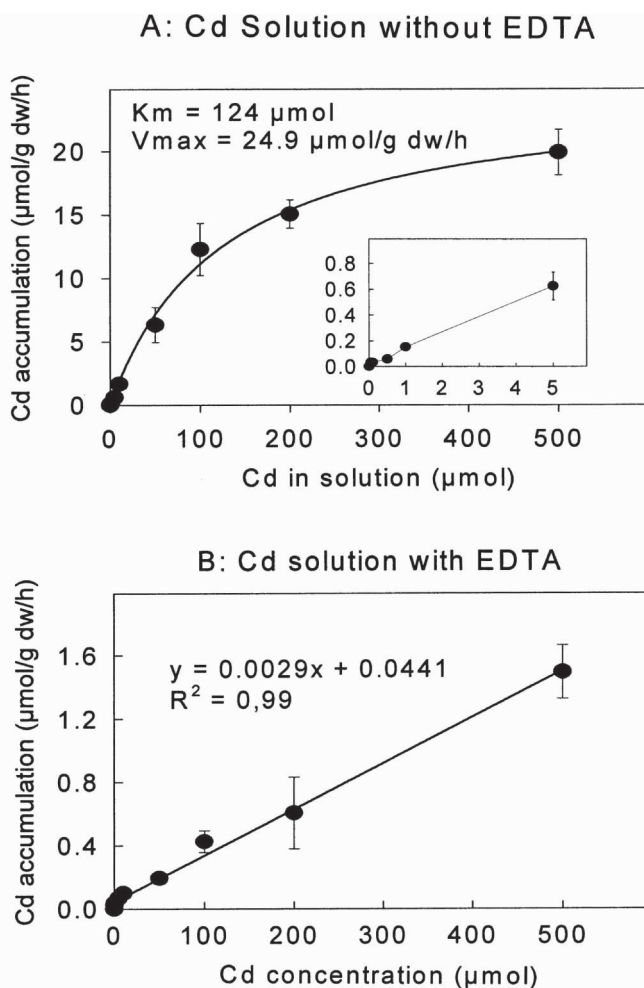 A: Cd Solution without EDTA
Km = 124 µmol
Vmax = 24.9 µmol/g dw/h
Cd accumulation (µmol/g dw/h)
20
15
10
5
0
0.8
0.6
0.4
0.2
0.0
0 1 2 3 4 5
0 100 200 300 400 500
Cd in solution (µmol)
B: Cd solution with EDTA
y = 0.0029x + 0.0441
R² = 0,99
Cd accumulation (µmol/g dw/h)
1.6
1.2
0.8
0.4
0.0
0 100 200 300 400 500
Cd concentration (µmol)